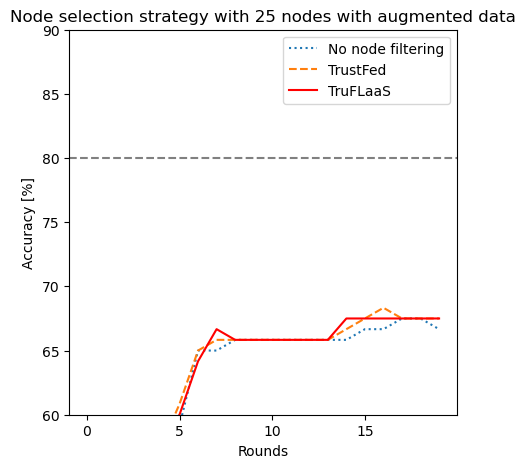 Node selection strategy with 25 nodes with augmented data
No node filtering
TrustFed
TruFLaaS
90
85
80
75
70
65
60
Accuracy [%]
0 5 10 15
Rounds